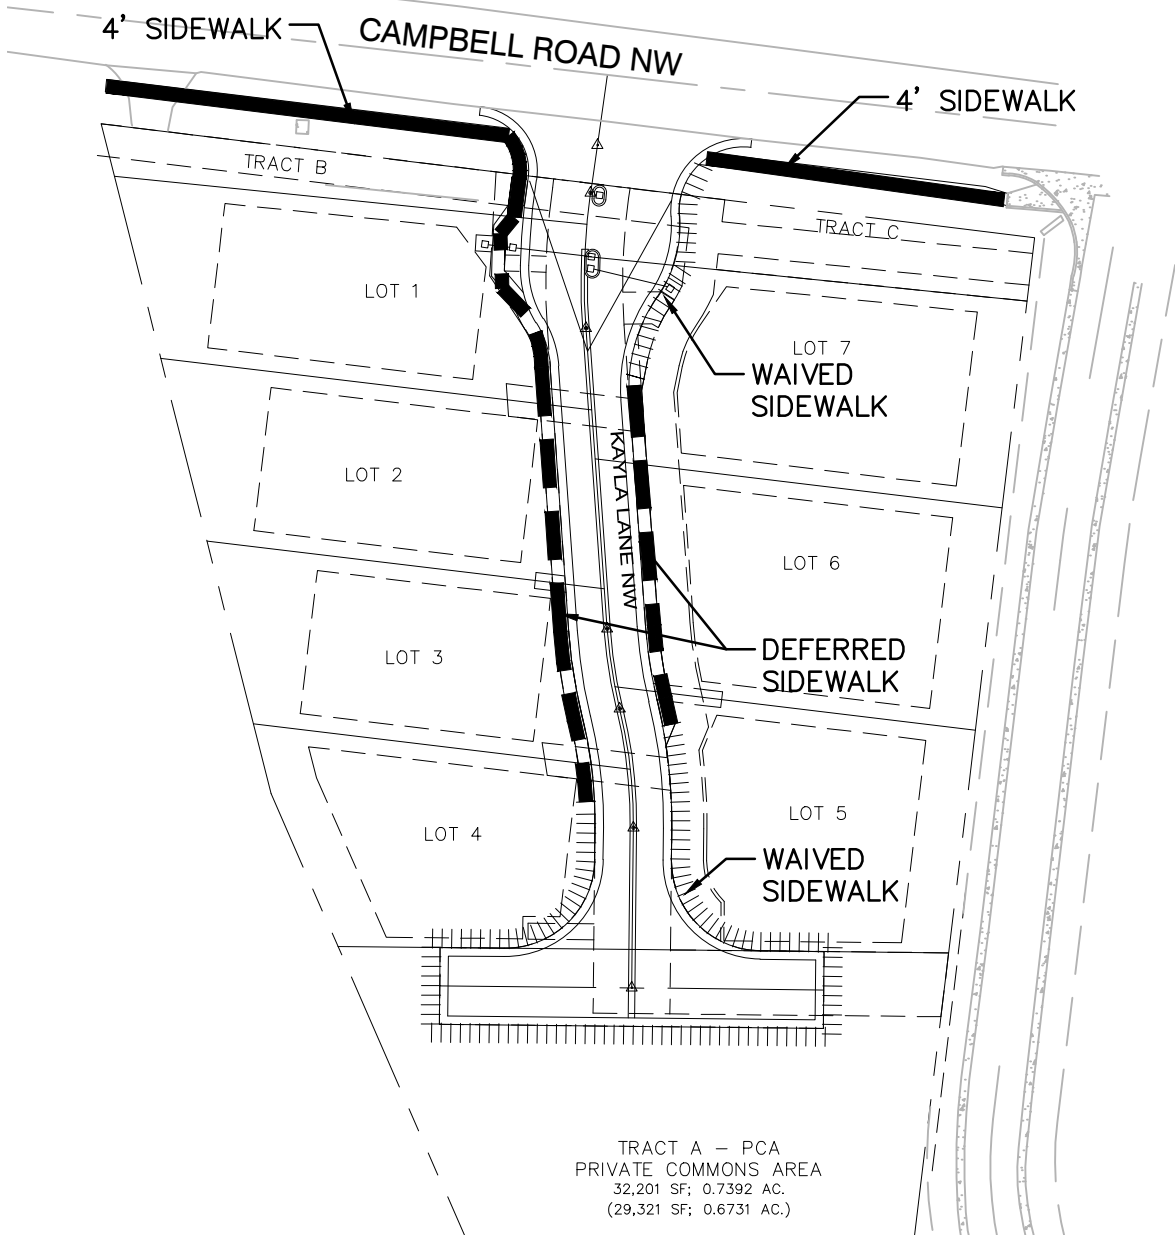 4' SIDEWALK
CAMPBELL ROAD NW
4' SIDEWALK
TRACT B
TRACT C
LOT 1
LOT 7
WAIVED
SIDEWALK
LOT 2
KAYLA LANE NW
LOT 6
LOT 3
DEFERRED
SIDEWALK
LOT 4
LOT 5
WAIVED
SIDEWALK
TRACT A – PCA
PRIVATE COMMONS AREA
32,201 SF; 0.7392 AC.
(29,321 SF; 0.6731 AC.)